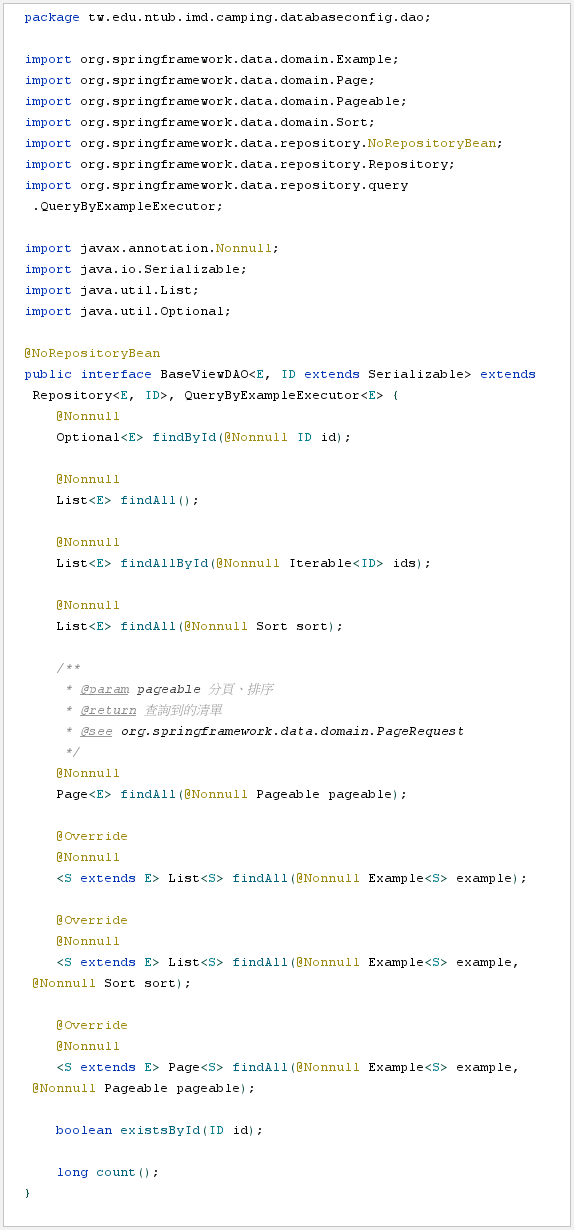 package tw.edu.ntub.imd.camping.databaseconfig.dao;

import org.springframework.data.domain.Example;
import org.springframework.data.domain.Page;
import org.springframework.data.domain.Pageable;
import org.springframework.data.domain.Sort;
import org.springframework.data.repository.NoRepositoryBean;
import org.springframework.data.repository.Repository;
import org.springframework.data.repository.query
 .QueryByExampleExecutor;

import javax.annotation.Nonnull;
import java.io.Serializable;
import java.util.List;
import java.util.Optional;

@NoRepositoryBean
public interface BaseViewDAO<E, ID extends Serializable> extends
 Repository<E, ID>, QueryByExampleExecutor<E> {
    @Nonnull
    Optional<E> findById(@Nonnull ID id);

    @Nonnull
    List<E> findAll();

    @Nonnull
    List<E> findAllById(@Nonnull Iterable<ID> ids);

    @Nonnull
    List<E> findAll(@Nonnull Sort sort);

    /**
     * @param pageable 分頁、排序
     * @return 查詢到的清單
     * @see org.springframework.data.domain.PageRequest
     */
    @Nonnull
    Page<E> findAll(@Nonnull Pageable pageable);

    @Override
    @Nonnull
    <S extends E> List<S> findAll(@Nonnull Example<S> example);

    @Override
    @Nonnull
    <S extends E> List<S> findAll(@Nonnull Example<S> example,
 @Nonnull Sort sort);

    @Override
    @Nonnull
    <S extends E> Page<S> findAll(@Nonnull Example<S> example,
 @Nonnull Pageable pageable);

    boolean existsById(ID id);

    long count();
}